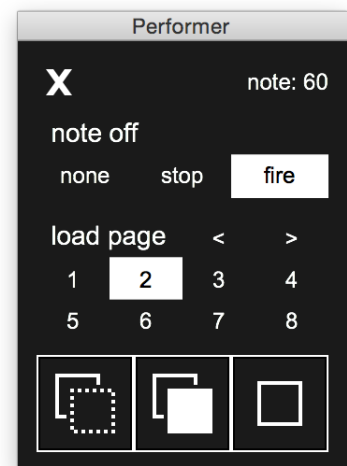 Performer
X note: 60
note off
none stop fire
load page < >
1 2 3 4
5 6 7 8